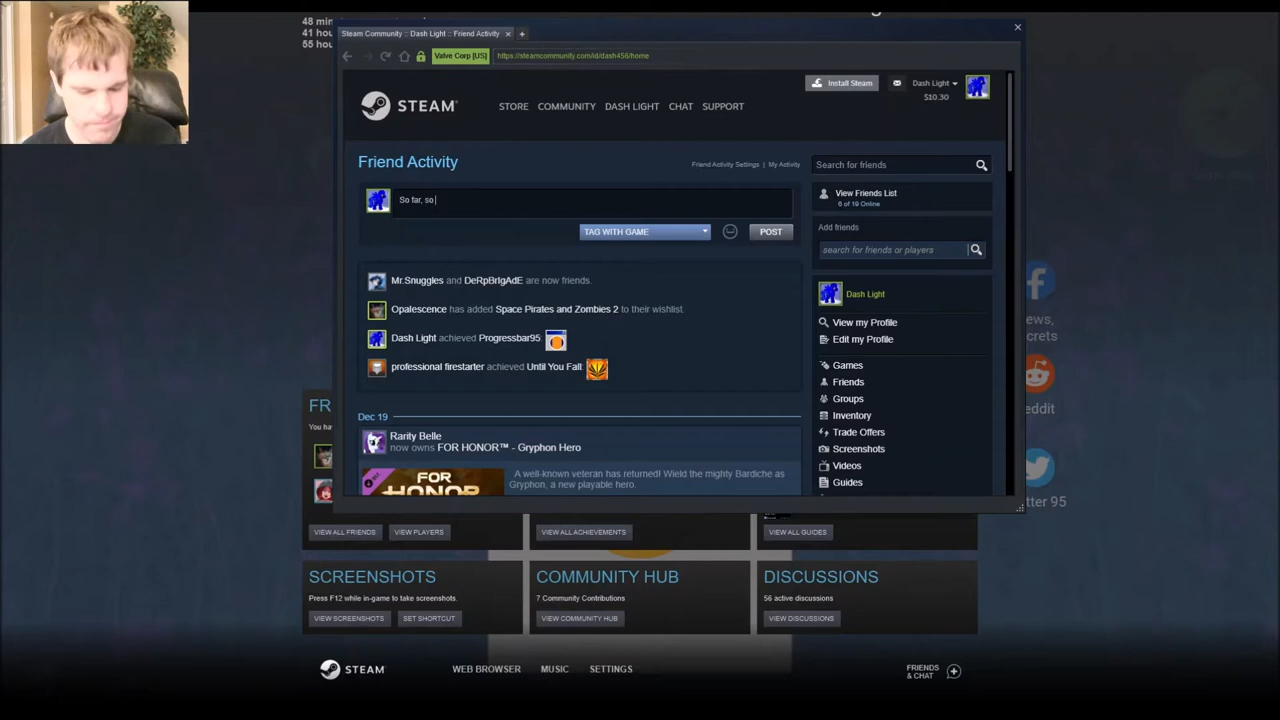 48 min
41 hour
55 hour
Steam Community :: Dash Light :: Friend Activity
Valve Corp [US]
https://steamcommunity.com/id/dash456/home
Install Steam
Dash Light
$10.30
STEAM
STORE
COMMUNITY
DASH LIGHT
CHAT
SUPPORT
Friend Activity
Friend Activity Settings | My Activity
So far, so
TAG WITH GAME
POST
Mr.Snuggles and DeRpBrIgAdE are now friends.
Opalescence has added Space Pirates and Zombies 2 to their wishlist.
Dash Light achieved Progressbar95:
professional firestarter achieved Until You Fall:
Dec 19
Rarity Belle
now owns FOR HONOR™ - Gryphon Hero
FOR
HONOR
A well-known veteran has returned! Wield the mighty Bardiche as
Gryphon, a new playable hero.
Search for friends
View Friends List
6 of 19 Online
Add friends
search for friends or players
Dash Light
View my Profile
Edit my Profile
Games
Friends
Groups
Inventory
Trade Offers
Screenshots
Videos
Guides
ews,
crets
eddit
tter 95
FR
You hav
VIEW ALL FRIENDS
VIEW PLAYERS
VIEW ALL ACHIEVEMENTS
VIEW ALL GUIDES
SCREENSHOTS
Press F12 while in-game to take screenshots.
VIEW SCREENSHOTS
SET SHORTCUT
COMMUNITY HUB
7 Community Contributions
VIEW COMMUNITY HUB
DISCUSSIONS
56 active discussions
VIEW DISCUSSIONS
STEAM
WEB BROWSER
MUSIC
SETTINGS
FRIENDS
& CHAT